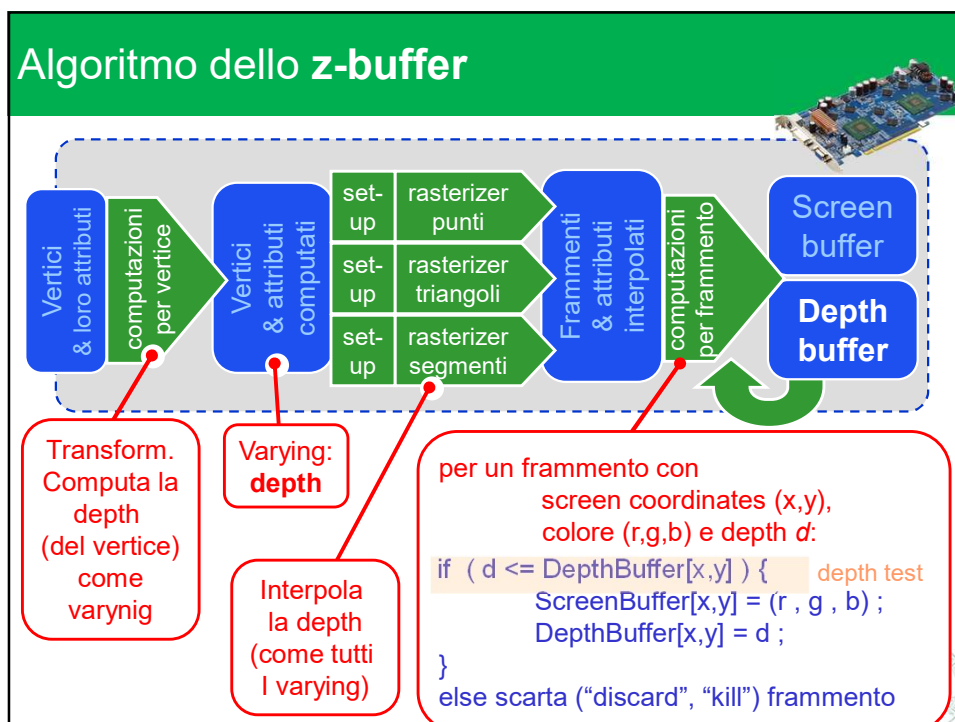 Algoritmo dello z-buffer
Vertici
& loro attributi
computazioni
per vertice
Vertici
& attributi
computati
set-
up
rasterizer
punti
set-
up
rasterizer
triangoli
set-
up
rasterizer
segmenti
Frammenti
& attributi
interpolati
computazioni
per frammento
Screen
buffer
Depth
buffer
Transform.
Computa la
depth
(del vertice)
come
varynig
Varying:
depth
Interpola
la depth
(come tutti
I varying)
per un frammento con
screen coordinates (x,y),
colore (r,g,b) e depth d:
if ( d <= DepthBuffer[x,y] ) {
depth test
ScreenBuffer[x,y] = (r , g , b) ;
DepthBuffer[x,y] = d ;
}
else scarta (“discard”, “kill”) frammento